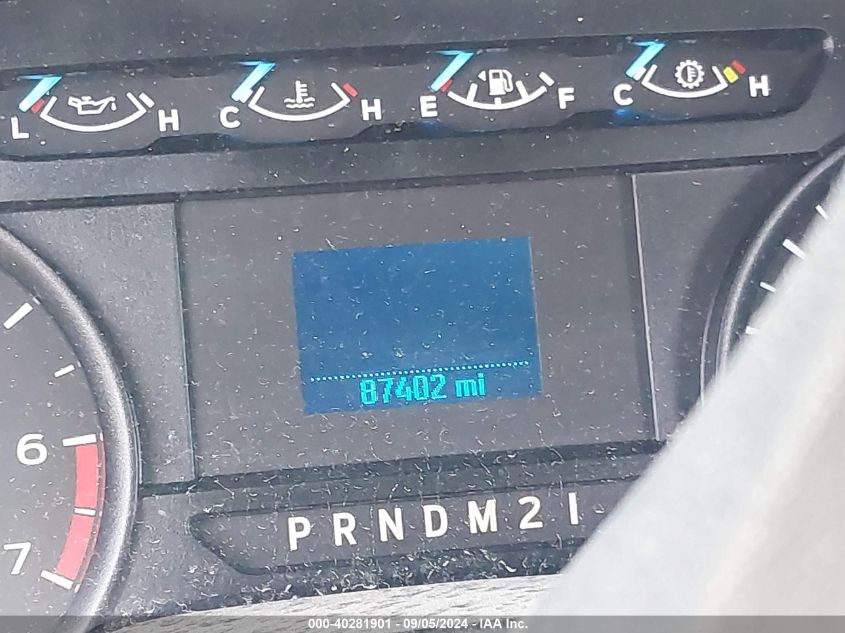 L H C H E F C H
87402 mi
6
P R N D M 2 1
7
000-40281901 - 09/05/2024 - IAA Inc.